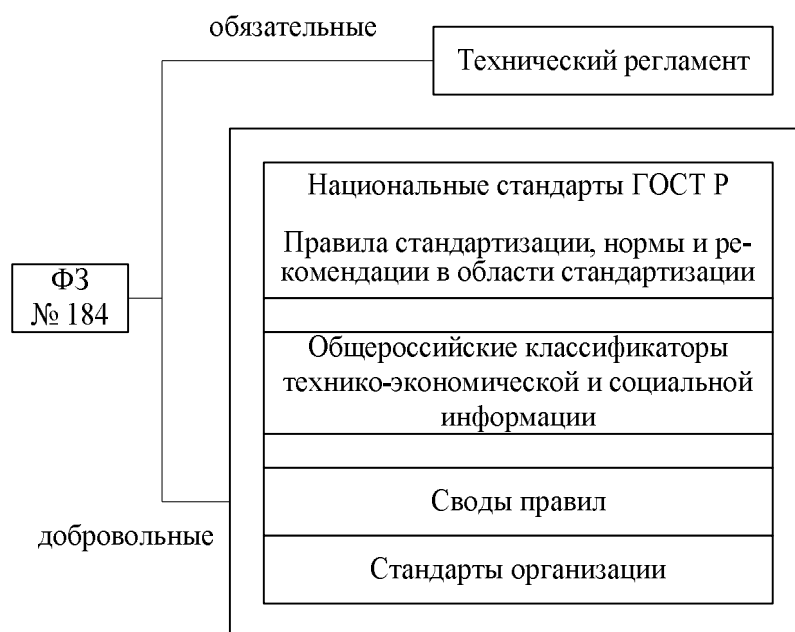 обязательные
Технический регламент
Национальные стандарты ГОСТ Р
Правила стандартизации, нормы и ре-
комендации в области стандартизации
ФЗ
№ 184
Общероссийские классификаторы
технико-экономической и социальной
информации
Своды правил
добровольные
Стандарты организации